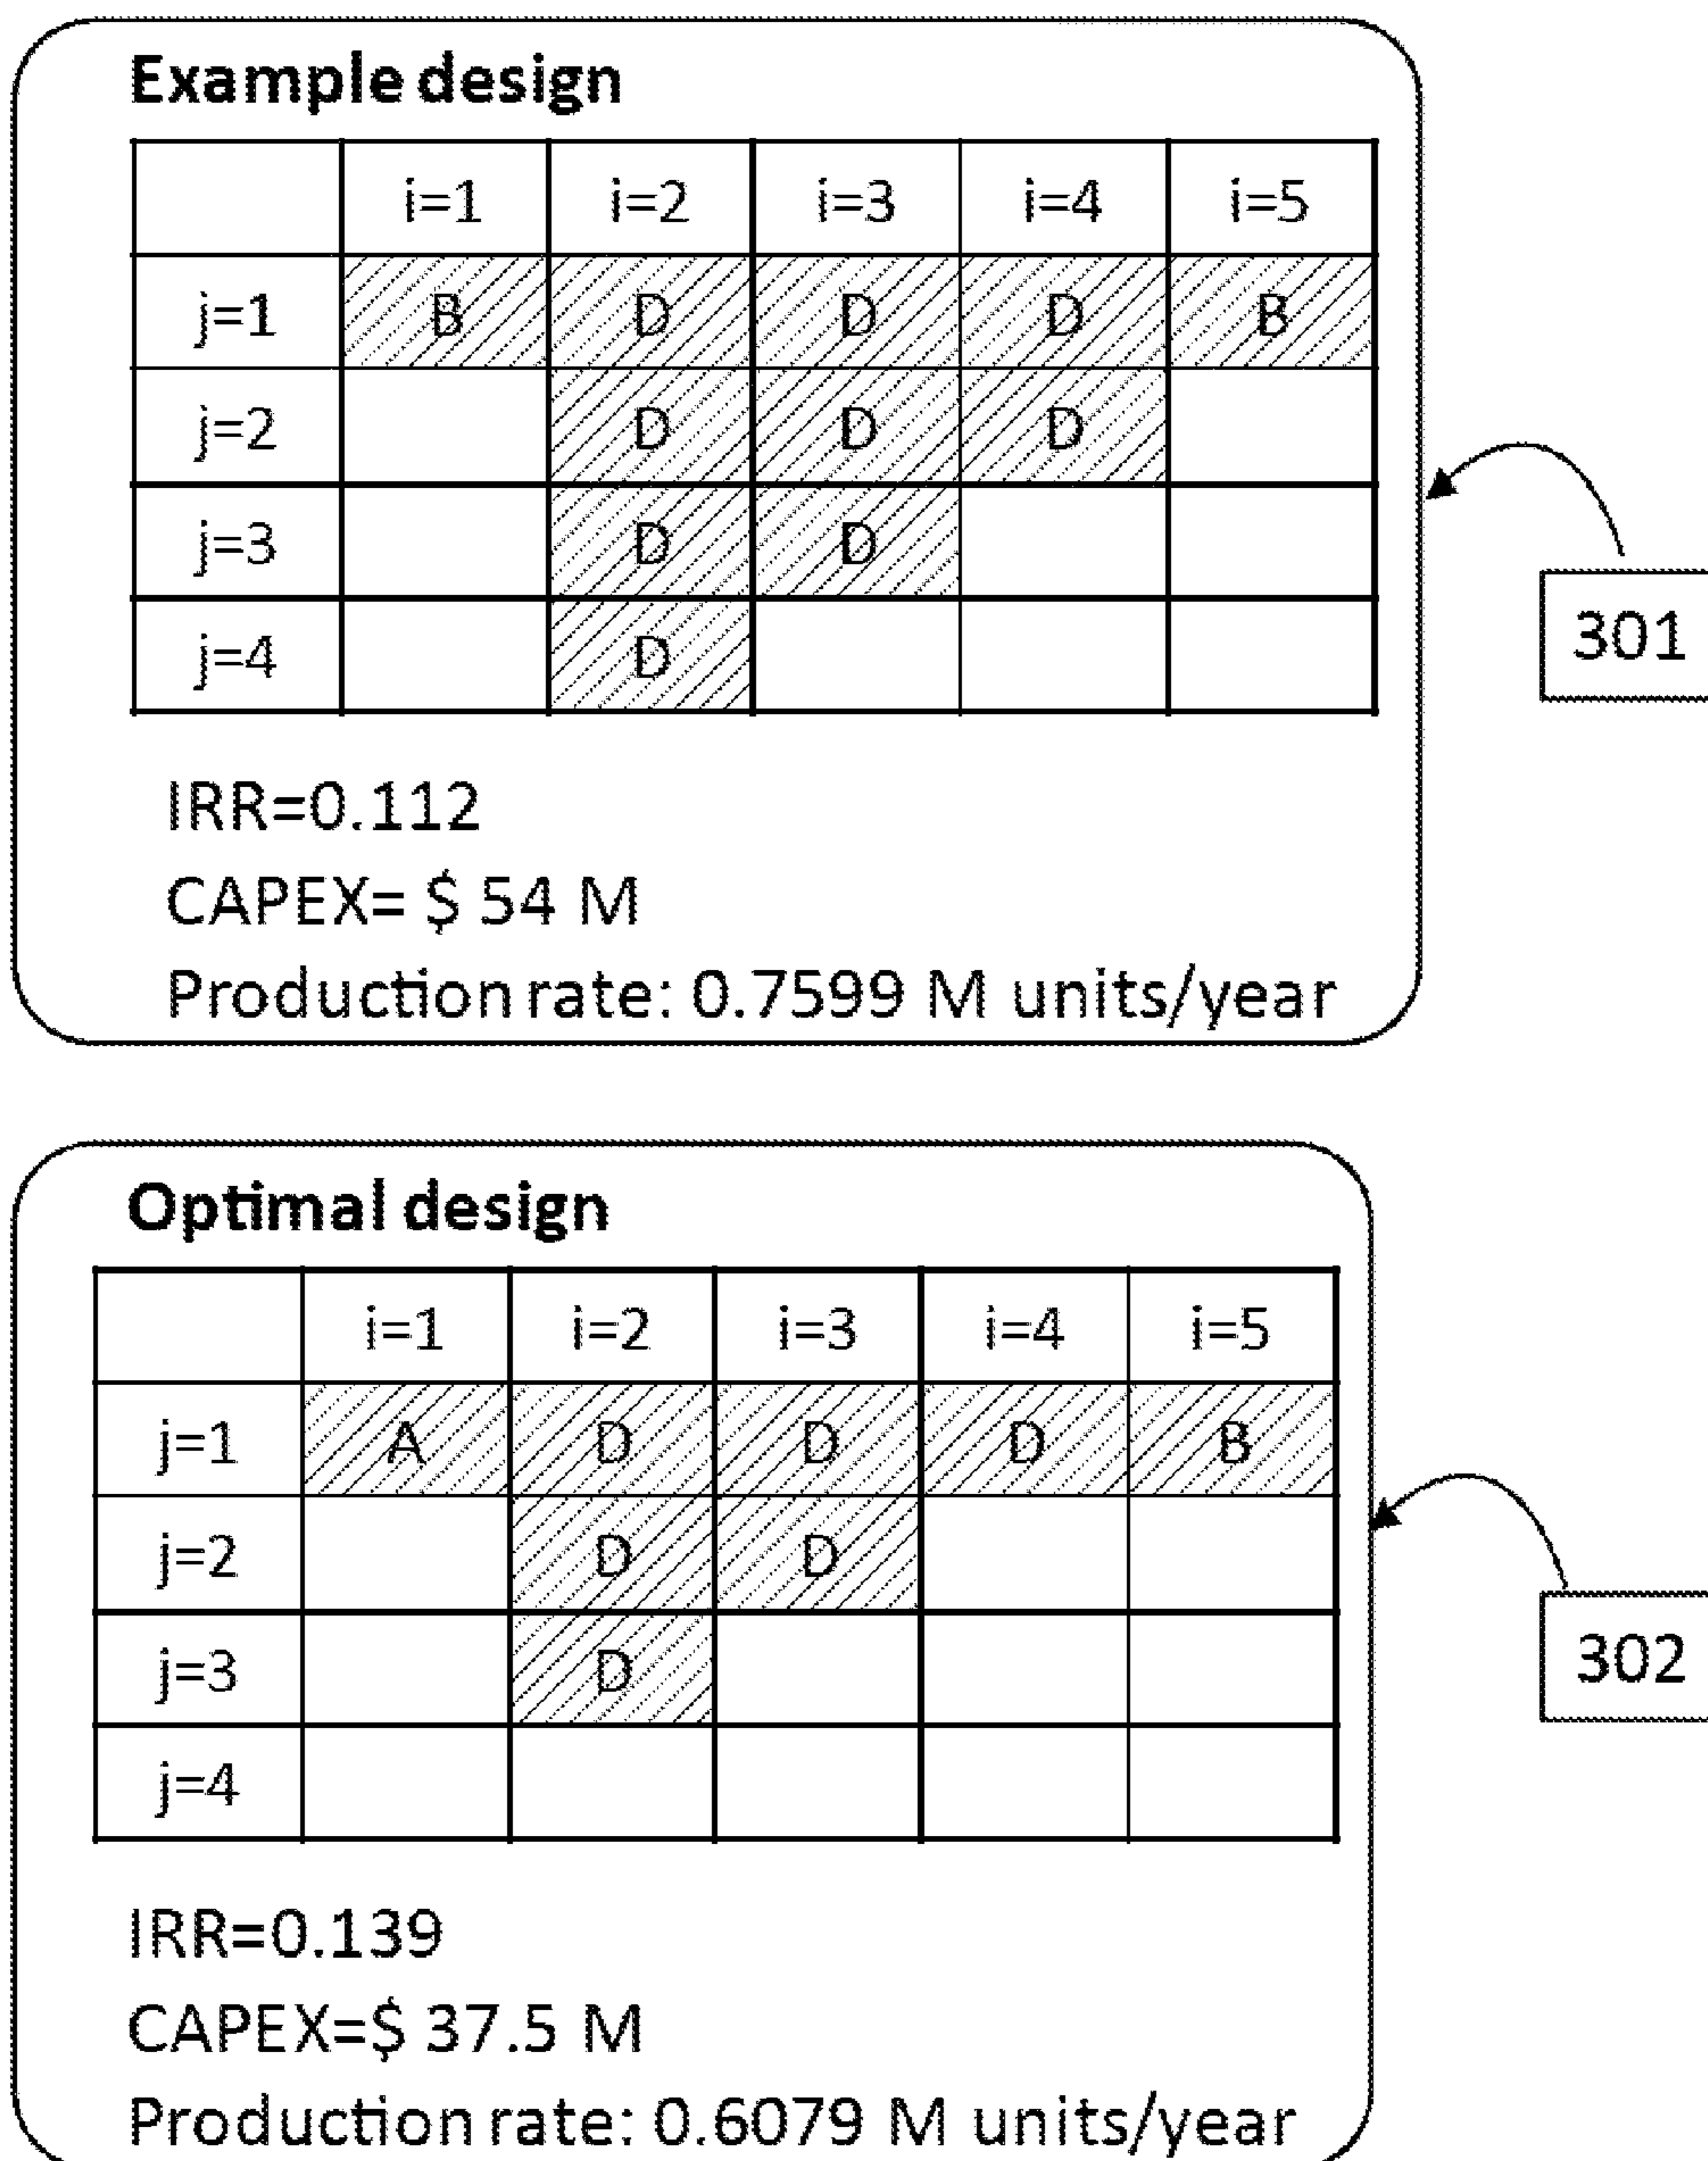 Example design
i=1 i=2 i=3 i=4 i=5
j=1 B D D D B
j=2 D D D
j=3 D D
j=4 D
IRR=0.112
CAPEX= $ 54 M
Production rate: 0.7599 M units/year
301
Optimal design
i=1 i=2 i=3 i=4 i=5
j=1 A D D D B
j=2 D D
j=3 D
j=4
IRR=0.139
CAPEX=$ 37.5 M
Production rate: 0.6079 M units/year
302